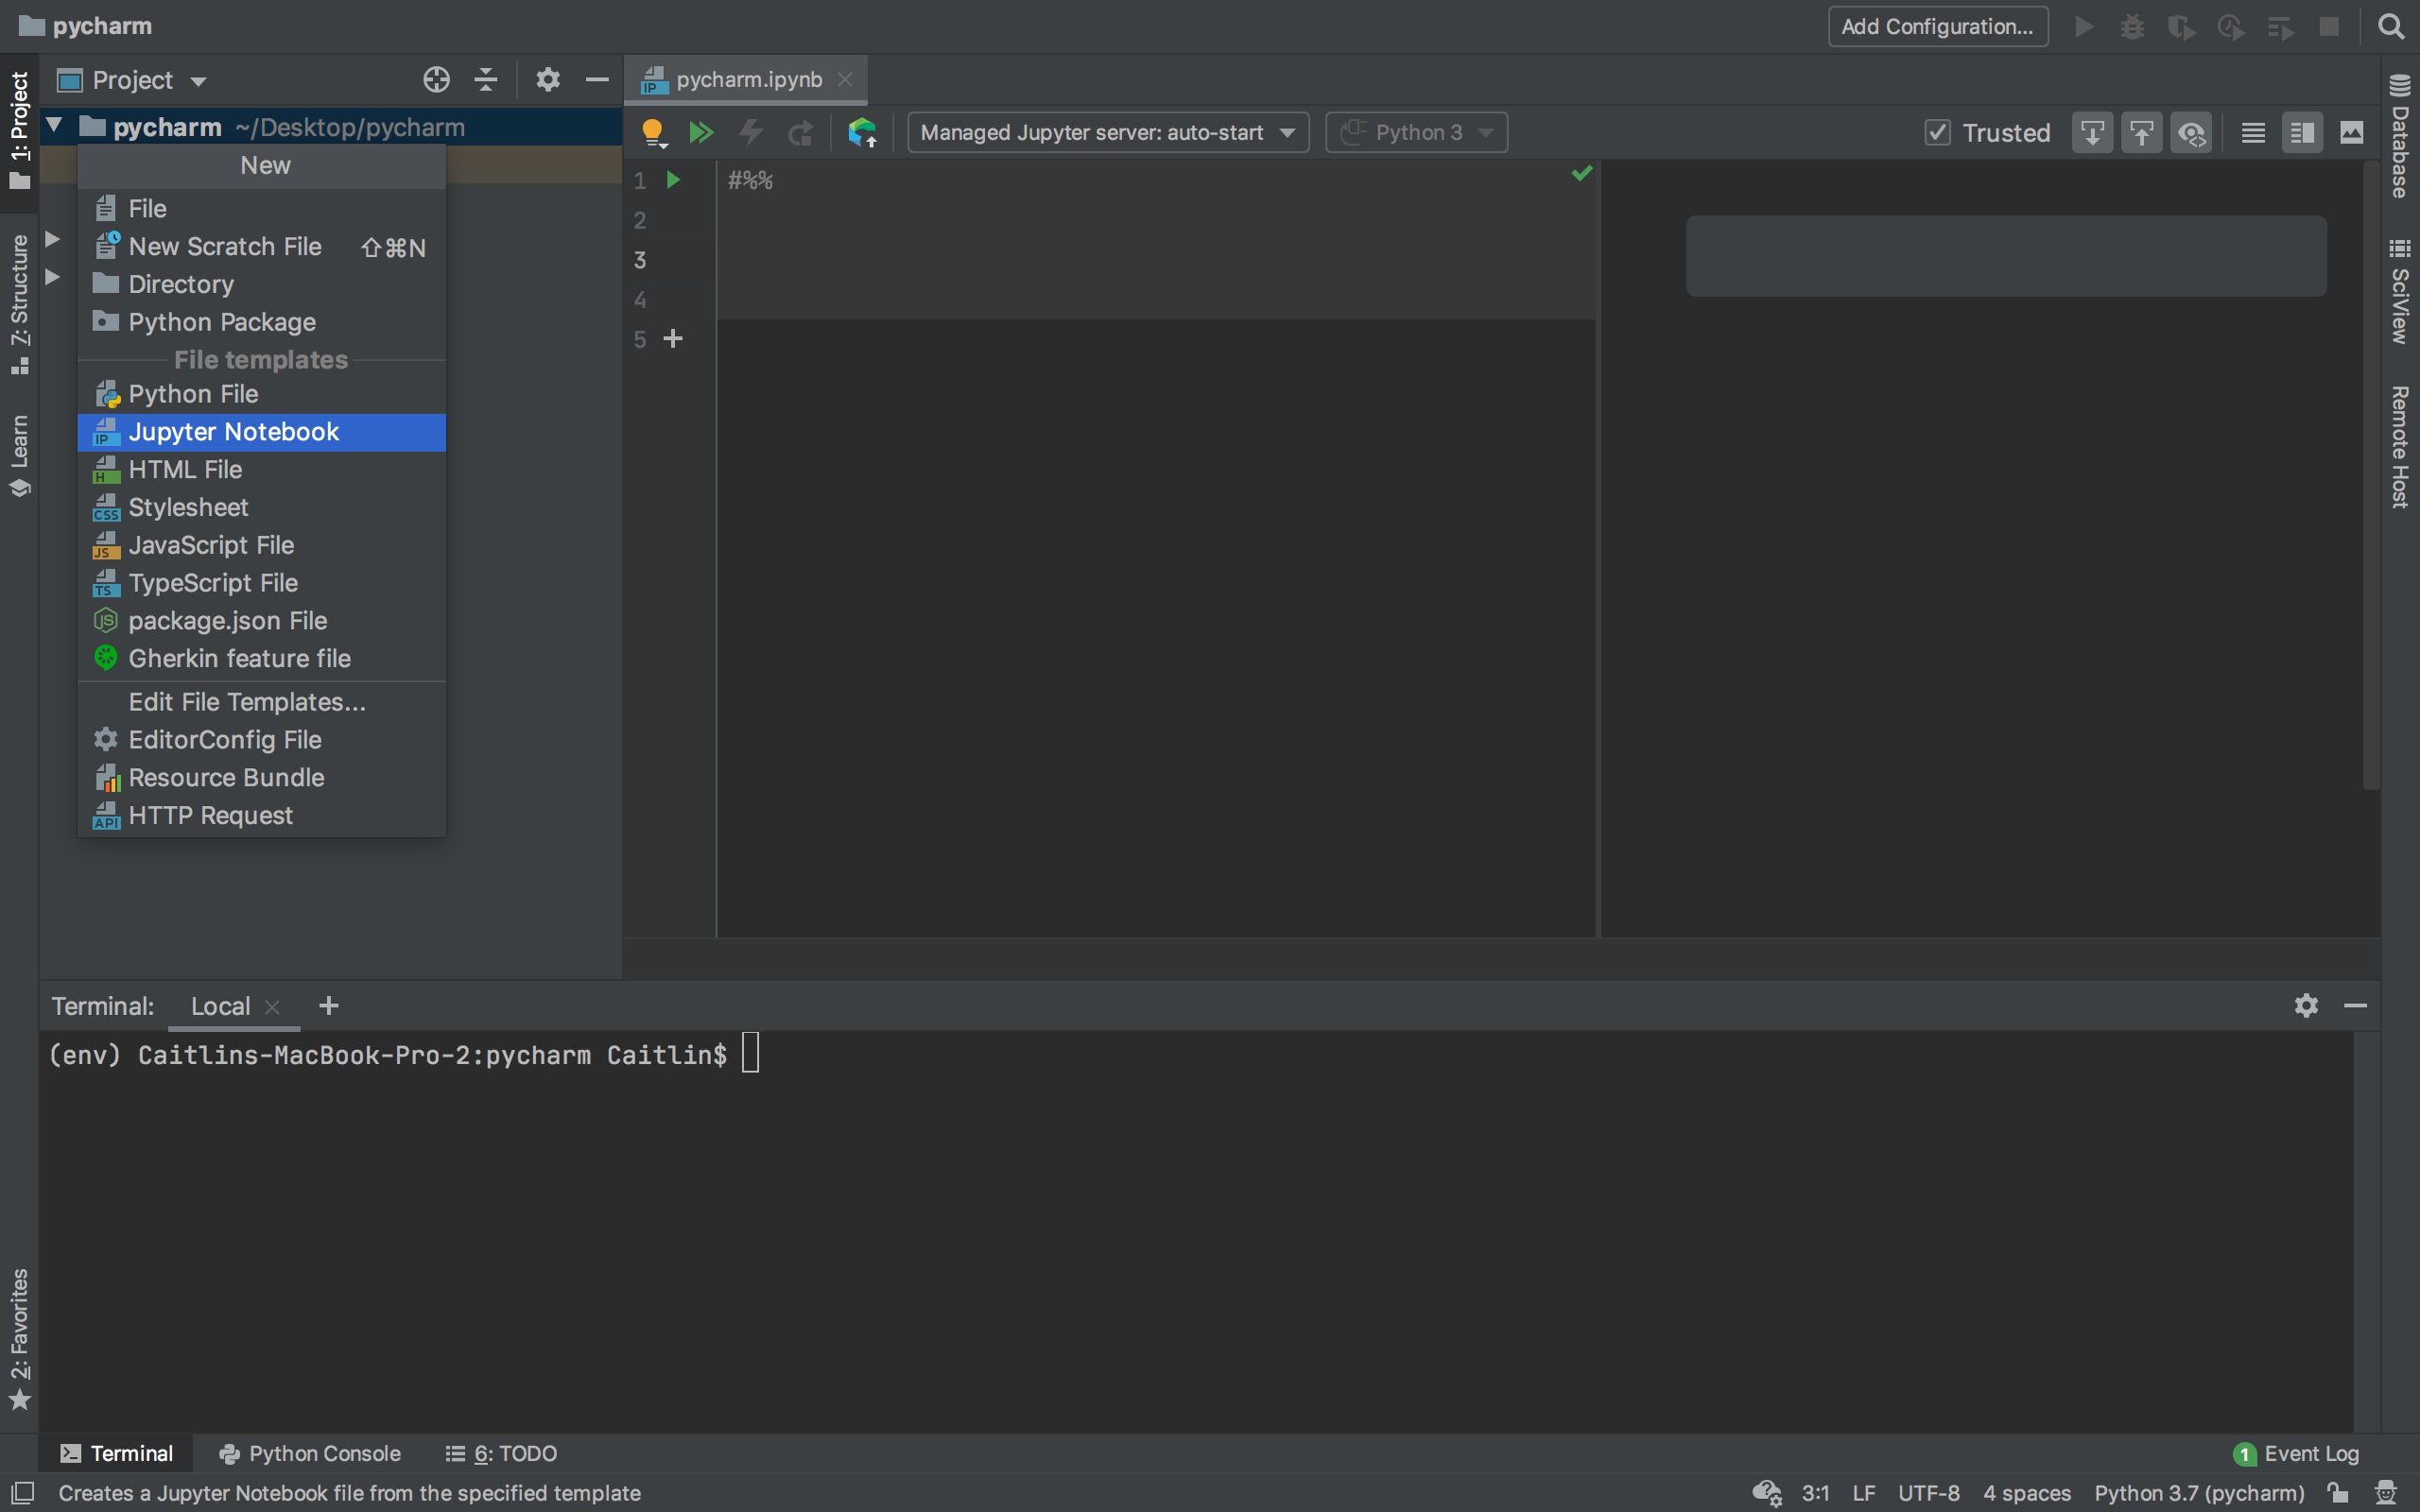 pycharm
Add Configuration...
1: Project
Project
pycharm ~/Desktop/pycharm
New
File
New Scratch File ⇧⌘N
Directory
Python Package
File templates
Python File
Jupyter Notebook
HTML File
Stylesheet
JavaScript File
TypeScript File
package.json File
Gherkin feature file
Edit File Templates...
EditorConfig File
Resource Bundle
HTTP Request
7: Structure
Learn
2: Favorites
pycharm.ipynb
Managed Jupyter server: auto-start
Python 3
Trusted
1 #%%
2
3
4
5
Database
SciView
Remote Host
Terminal: Local
(env) Caitlins-MacBook-Pro-2:pycharm Caitlin$
Terminal
Python Console
6: TODO
1 Event Log
Creates a Jupyter Notebook file from the specified template
3:1 LF UTF-8 4 spaces Python 3.7 (pycharm)